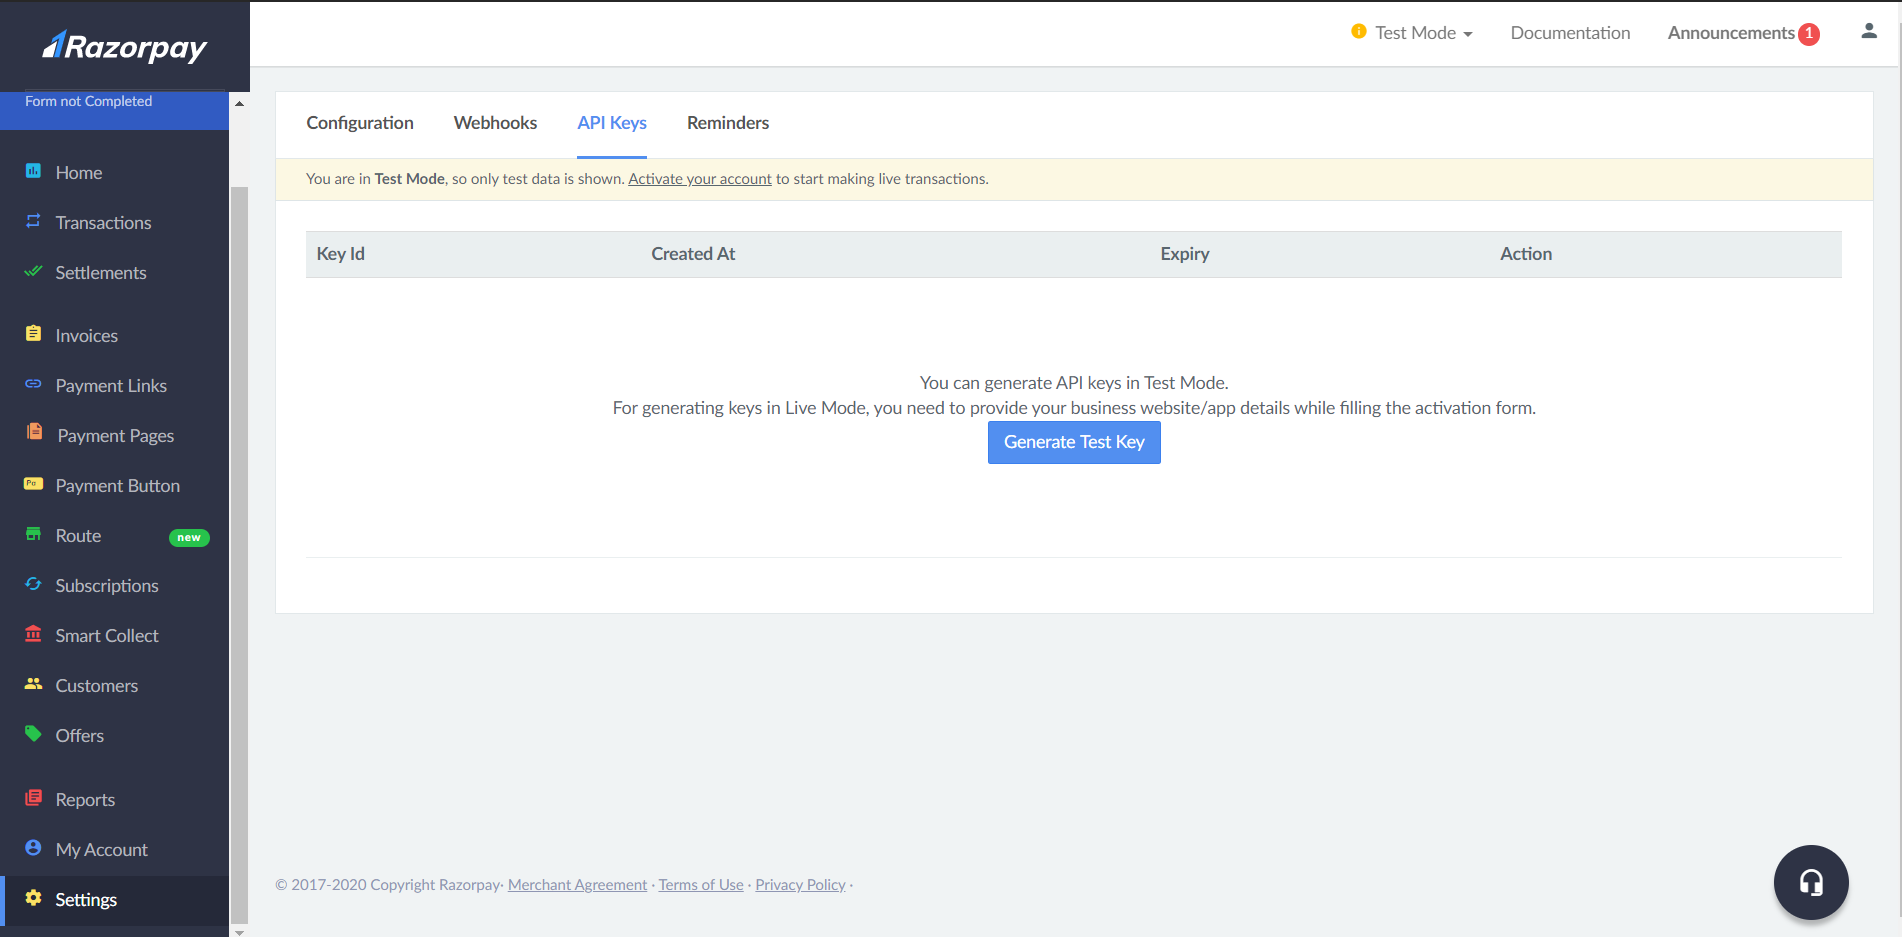 Razorpay
Test Mode
Documentation
Announcements 1
Form not Completed
Home
Transactions
Settlements
Invoices
Payment Links
Payment Pages
Payment Button
Route new
Subscriptions
Smart Collect
Customers
Offers
Reports
My Account
Settings
Configuration Webhooks API Keys Reminders
You are in Test Mode, so only test data is shown. Activate your account to start making live transactions.
Key Id Created At Expiry Action
You can generate API keys in Test Mode.
For generating keys in Live Mode, you need to provide your business website/app details while filling the activation form.
Generate Test Key
© 2017-2020 Copyright Razorpay· Merchant Agreement · Terms of Use · Privacy Policy ·